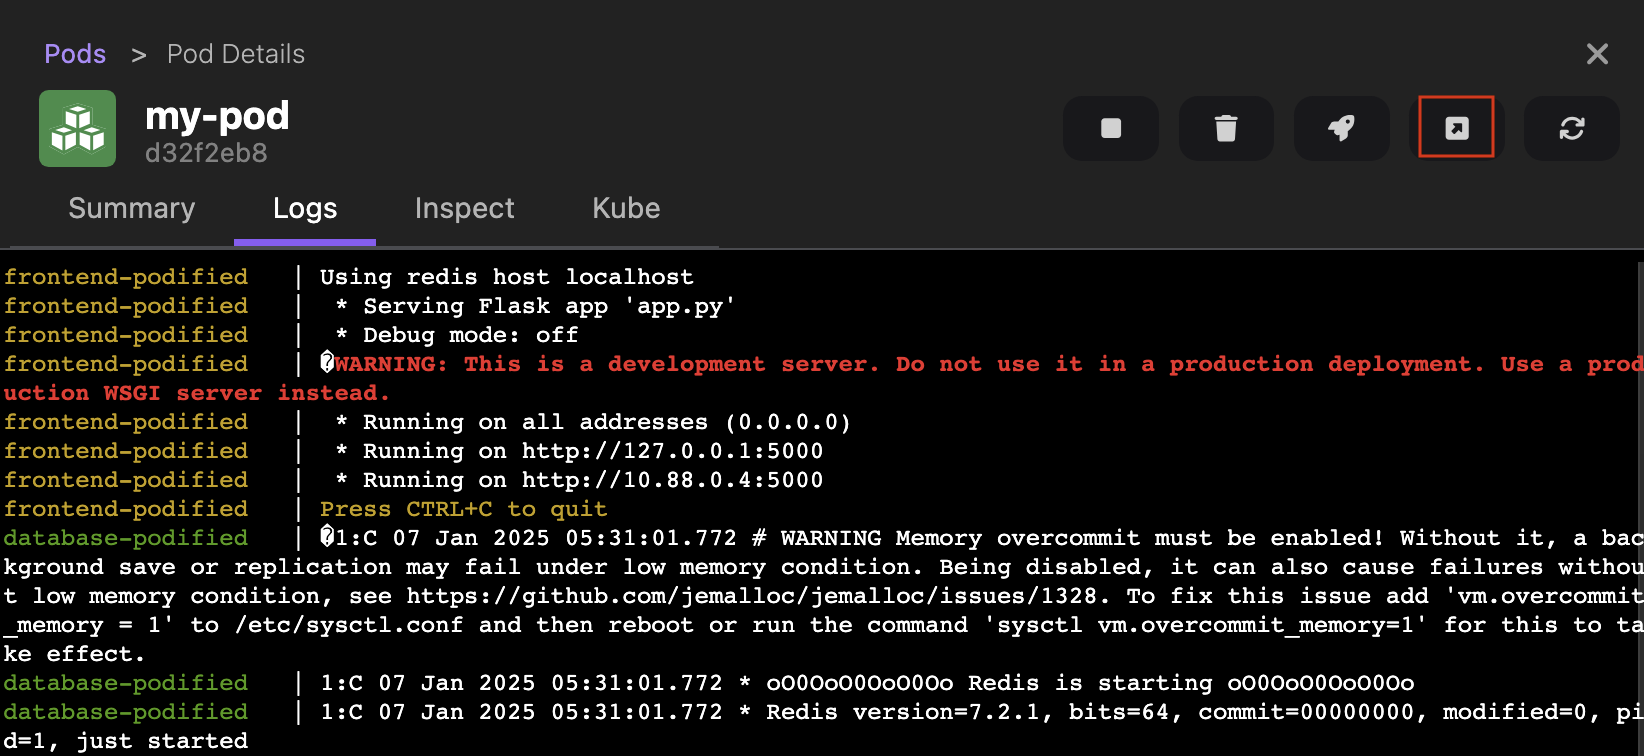 Pods > Pod Details
my-pod
d32f2eb8
Summary Logs Inspect Kube
frontend-podified | Using redis host localhost
frontend-podified | * Serving Flask app 'app.py'
frontend-podified | * Debug mode: off
frontend-podified | �WARNING: This is a development server. Do not use it in a production deployment. Use a prod
uction WSGI server instead.
frontend-podified | * Running on all addresses (0.0.0.0)
frontend-podified | * Running on http://127.0.0.1:5000
frontend-podified | * Running on http://10.88.0.4:5000
frontend-podified | Press CTRL+C to quit
database-podified | �1:C 07 Jan 2025 05:31:01.772 # WARNING Memory overcommit must be enabled! Without it, a bac
kground save or replication may fail under low memory condition. Being disabled, it can also cause failures withou
t low memory condition, see https://github.com/jemalloc/jemalloc/issues/1328. To fix this issue add 'vm.overcommit
_memory = 1' to /etc/sysctl.conf and then reboot or run the command 'sysctl vm.overcommit_memory=1' for this to ta
ke effect.
database-podified | 1:C 07 Jan 2025 05:31:01.772 * oO0OoO0OoO0Oo Redis is starting oO0OoO0OoO0Oo
database-podified | 1:C 07 Jan 2025 05:31:01.772 * Redis version=7.2.1, bits=64, commit=00000000, modified=0, pi
d=1, just started